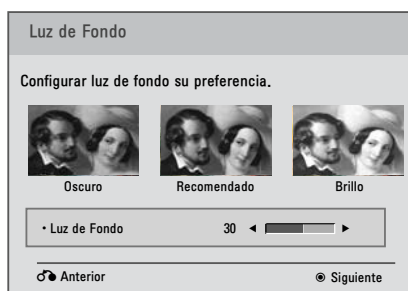 Luz de Fondo
Configurar luz de fondo su preferencia.
Oscuro Recomendado Brillo
• Luz de Fondo 30 ◄ ►
Anterior ◉ Siguiente